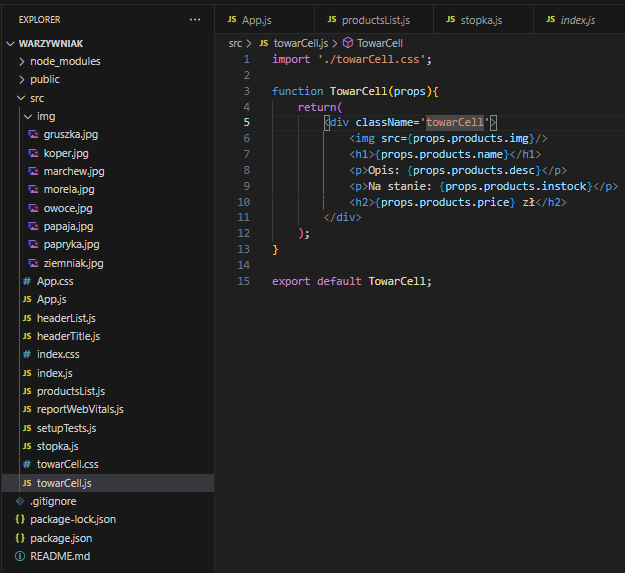 EXPLORER
WARZYWNIAK
node_modules
public
src
img
gruszka.jpg
koper.jpg
marchew.jpg
morela.jpg
owoce.jpg
papaja.jpg
papryka.jpg
ziemniak.jpg
# App.css
JS App.js
JS headerList.js
JS headerTitle.js
# index.css
JS index.js
JS productsList.js
JS reportWebVitals.js
JS setupTests.js
JS stopka.js
# towarCell.css
JS towarCell.js
.gitignore
{} package-lock.json
{} package.json
README.md
JS App.js JS productsList.js JS stopka.js JS index.js
src > JS towarCell.js > TowarCell
1 import './towarCell.css';
2
3 function TowarCell(props){
4 return(
5 <div className='towarCell'>
6 <img src={props.products.img}/>
7 <h1>{props.products.name}</h1>
8 <p>Opis: {props.products.desc}</p>
9 <p>Na stanie: {props.products.instock}</p>
10 <h2>{props.products.price} zł</h2>
11 </div>
12 );
13 }
14
15 export default TowarCell;